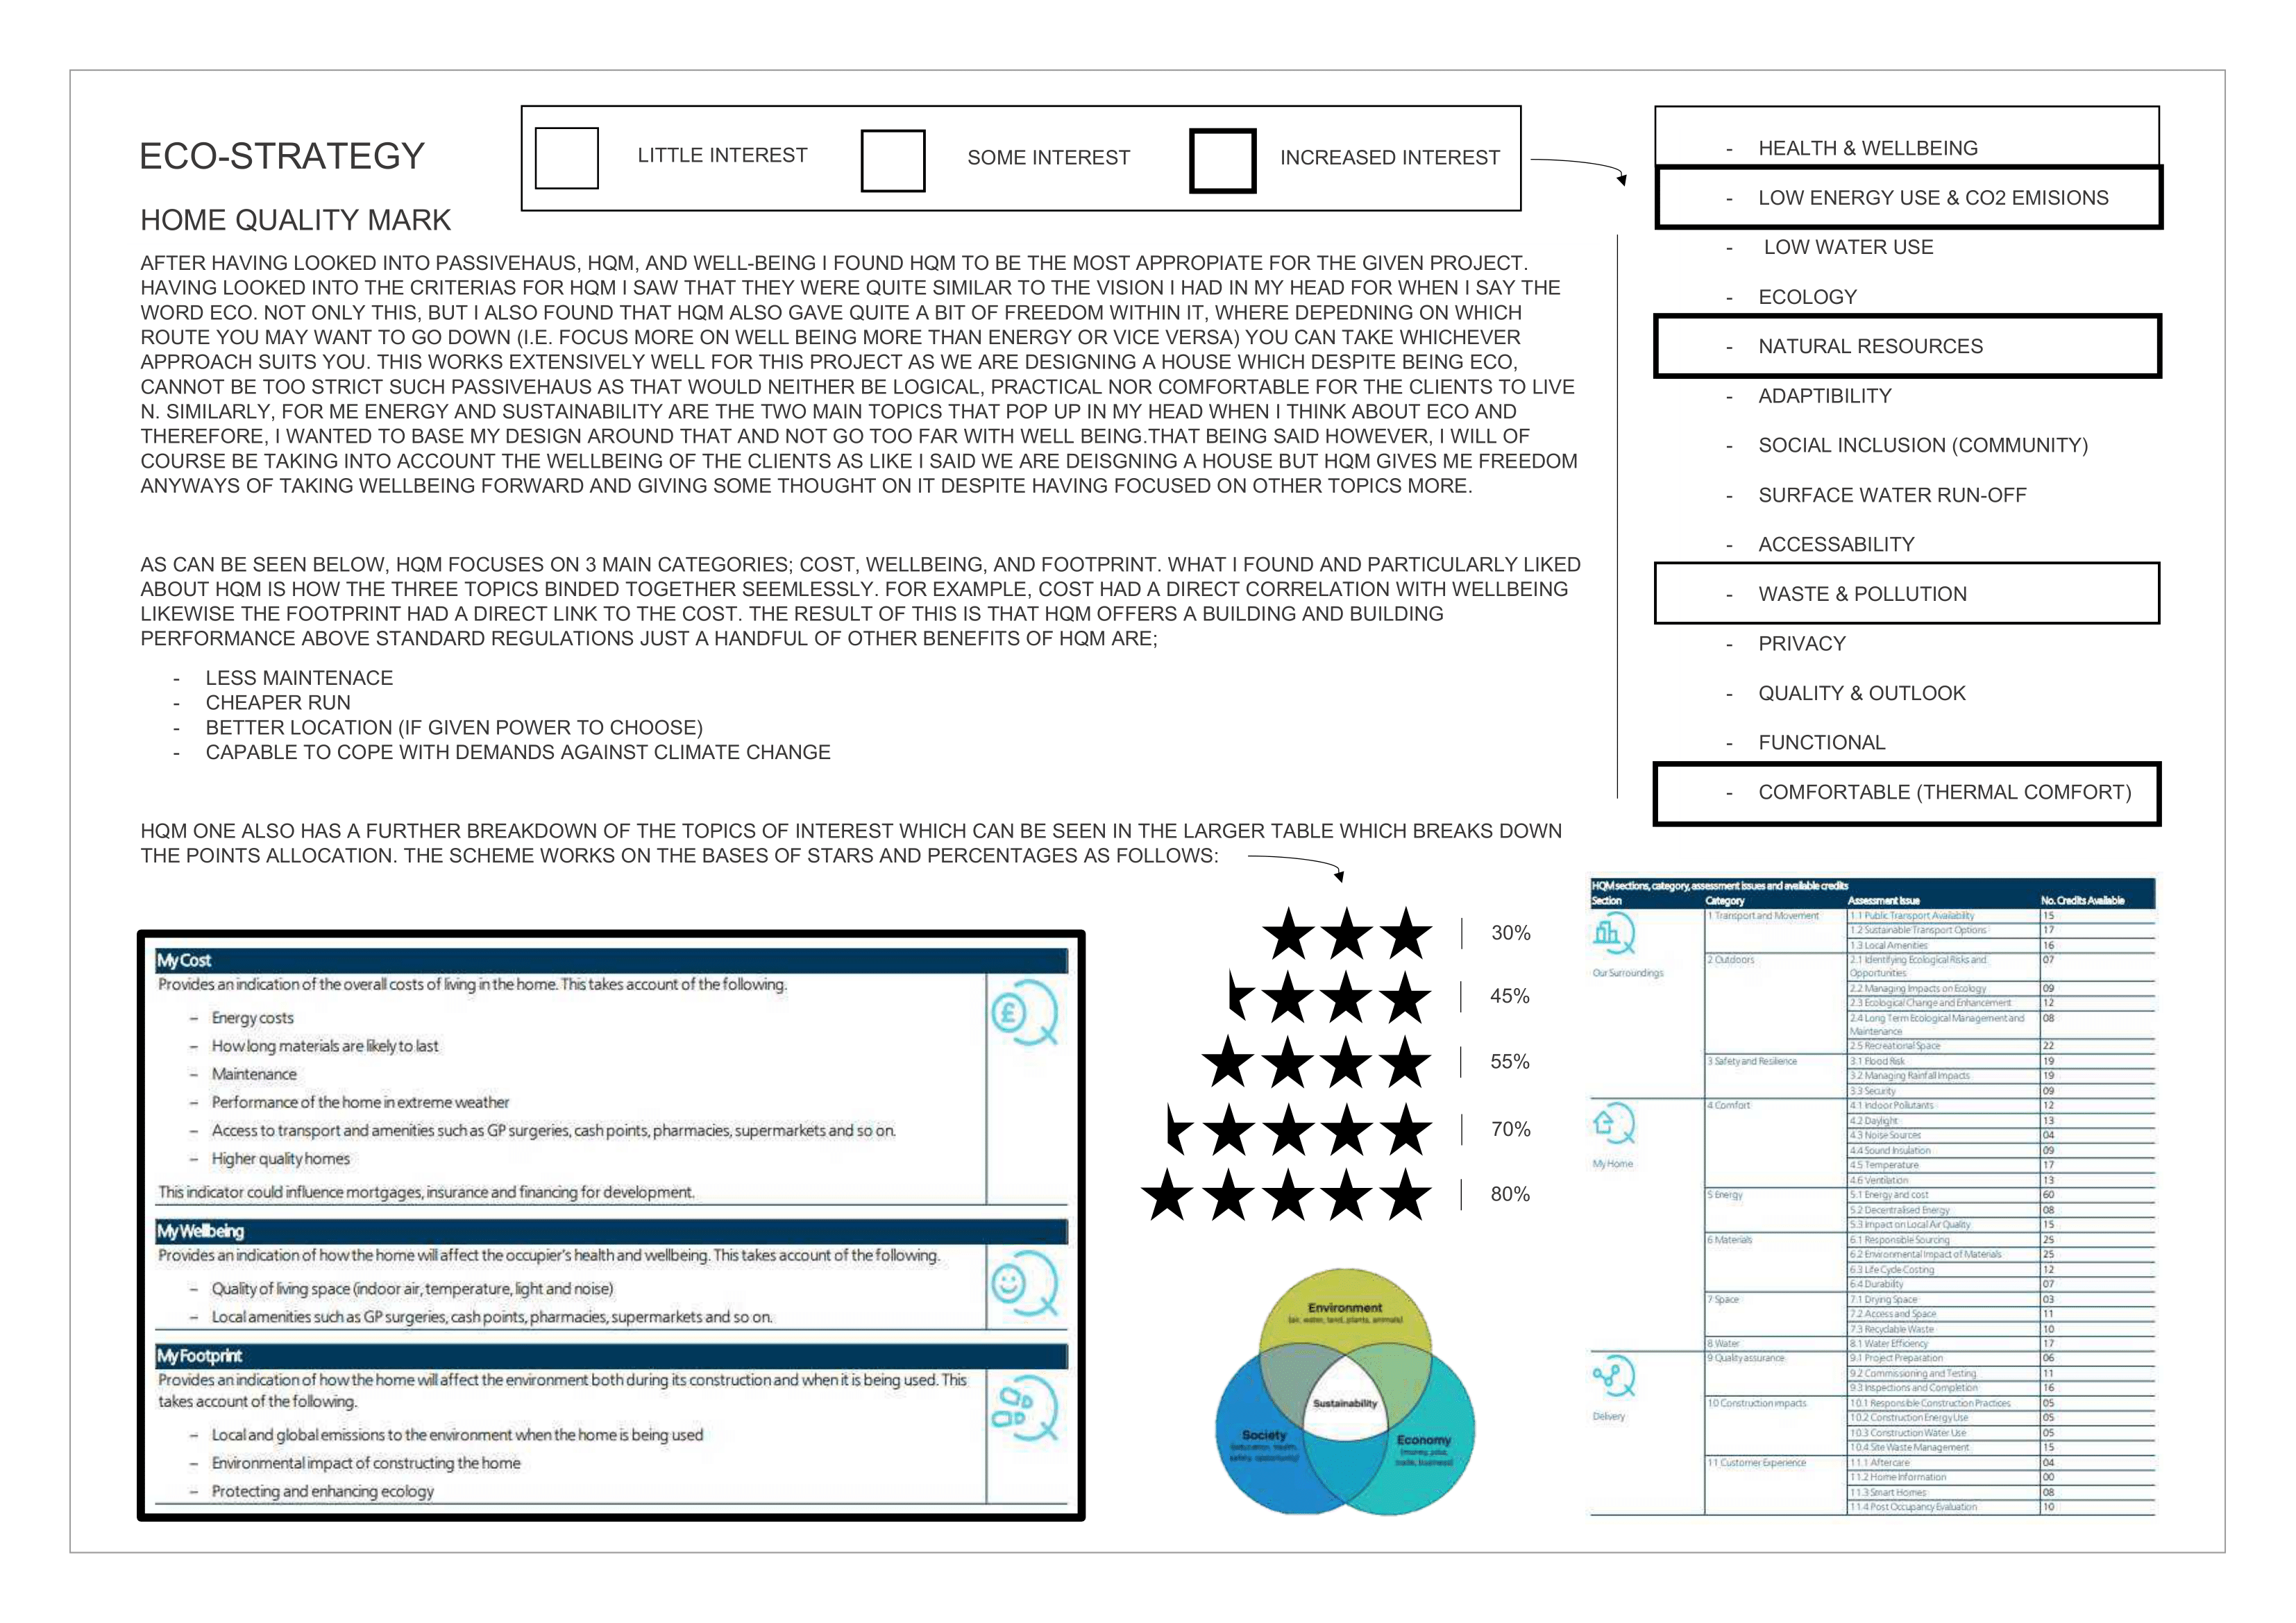 ECO-STRATEGY
LITTLE INTEREST
SOME INTEREST
INCREASED INTEREST
HOME QUALITY MARK
AFTER HAVING LOOKED INTO PASSIVEHAUS, HQM, AND WELL-BEING I FOUND HQM TO BE THE MOST APPROPIATE FOR THE GIVEN PROJECT.
HAVING LOOKED INTO THE CRITERIAS FOR HQM I SAW THAT THEY WERE QUITE SIMILAR TO THE VISION I HAD IN MY HEAD FOR WHEN I SAY THE
WORD ECO. NOT ONLY THIS, BUT I ALSO FOUND THAT HQM ALSO GAVE QUITE A BIT OF FREEDOM WITHIN IT, WHERE DEPEDNING ON WHICH
ROUTE YOU MAY WANT TO GO DOWN (I.E. FOCUS MORE ON WELL BEING MORE THAN ENERGY OR VICE VERSA) YOU CAN TAKE WHICHEVER
APPROACH SUITS YOU. THIS WORKS EXTENSIVELY WELL FOR THIS PROJECT AS WE ARE DESIGNING A HOUSE WHICH DESPITE BEING ECO,
CANNOT BE TOO STRICT SUCH PASSIVEHAUS AS THAT WOULD NEITHER BE LOGICAL, PRACTICAL NOR COMFORTABLE FOR THE CLIENTS TO LIVE
N. SIMILARLY, FOR ME ENERGY AND SUSTAINABILITY ARE THE TWO MAIN TOPICS THAT POP UP IN MY HEAD WHEN I THINK ABOUT ECO AND
THEREFORE, I WANTED TO BASE MY DESIGN AROUND THAT AND NOT GO TOO FAR WITH WELL BEING.THAT BEING SAID HOWEVER, I WILL OF
COURSE BE TAKING INTO ACCOUNT THE WELLBEING OF THE CLIENTS AS LIKE I SAID WE ARE DEISGNING A HOUSE BUT HQM GIVES ME FREEDOM
ANYWAYS OF TAKING WELLBEING FORWARD AND GIVING SOME THOUGHT ON IT DESPITE HAVING FOCUSED ON OTHER TOPICS MORE.
AS CAN BE SEEN BELOW, HQM FOCUSES ON 3 MAIN CATEGORIES; COST, WELLBEING, AND FOOTPRINT. WHAT I FOUND AND PARTICULARLY LIKED
ABOUT HQM IS HOW THE THREE TOPICS BINDED TOGETHER SEEMLESSLY. FOR EXAMPLE, COST HAD A DIRECT CORRELATION WITH WELLBEING
LIKEWISE THE FOOTPRINT HAD A DIRECT LINK TO THE COST. THE RESULT OF THIS IS THAT HQM OFFERS A BUILDING AND BUILDING
PERFORMANCE ABOVE STANDARD REGULATIONS JUST A HANDFUL OF OTHER BENEFITS OF HQM ARE;
- LESS MAINTENACE
- CHEAPER RUN
- BETTER LOCATION (IF GIVEN POWER TO CHOOSE)
- CAPABLE TO COPE WITH DEMANDS AGAINST CLIMATE CHANGE
HQM ONE ALSO HAS A FURTHER BREAKDOWN OF THE TOPICS OF INTEREST WHICH CAN BE SEEN IN THE LARGER TABLE WHICH BREAKS DOWN
THE POINTS ALLOCATION. THE SCHEME WORKS ON THE BASES OF STARS AND PERCENTAGES AS FOLLOWS:
- HEALTH & WELLBEING
- LOW ENERGY USE & CO2 EMISIONS
- LOW WATER USE
- ECOLOGY
- NATURAL RESOURCES
- ADAPTIBILITY
- SOCIAL INCLUSION (COMMUNITY)
- SURFACE WATER RUN-OFF
- ACCESSABILITY
- WASTE & POLLUTION
- PRIVACY
- QUALITY & OUTLOOK
- FUNCTIONAL
- COMFORTABLE (THERMAL COMFORT)
My Cost
Provides an indication of the overall costs of living in the home. This takes account of the following.
– Energy costs
– How long materials are likely to last
– Maintenance
– Performance of the home in extreme weather
– Access to transport and amenities such as GP surgeries, cash points, pharmacies, supermarkets and so on.
– Higher quality homes
This indicator could influence mortgages, insurance and financing for development.
£
My Wellbeing
Provides an indication of how the home will affect the occupier's health and wellbeing. This takes account of the following.
– Quality of living space (indoor air, temperature, light and noise)
– Local amenities such as GP surgeries, cash points, pharmacies, supermarkets and so on.
My Footprint
Provides an indication of how the home will affect the environment both during its construction and when it is being used. This
takes account of the following.
– Local and global emissions to the environment when the home is being used
– Environmental impact of constructing the home
– Protecting and enhancing ecology
30%
45%
55%
70%
80%
Environment
(air, water, land, plants, animals)
Sustainability
Society
(education, health,
safety, opportunity)
Economy
(money, jobs,
trade, business)
HQM sections, category, assessment issues and available credits
Section Category Assessment Issue No. Credits Available
Our Surroundings
1 Transport and Movement 1.1 Public Transport Availability 15
1.2 Sustainable Transport Options 17
1.3 Local Amenities 16
2 Outdoors 2.1 Identifying Ecological Risks and 07
Opportunities
2.2 Managing Impacts on Ecology 09
2.3 Ecological Change and Enhancement 12
2.4 Long Term Ecological Management and 08
Maintenance
2.5 Recreational Space 22
3 Safety and Resilience 3.1 Flood Risk 19
3.2 Managing Rainfall Impacts 19
3.3 Security 09
My Home
4 Comfort 4.1 Indoor Pollutants 12
4.2 Daylight 13
4.3 Noise Sources 04
4.4 Sound Insulation 09
4.5 Temperature 17
4.6 Ventilation 13
5 Energy 5.1 Energy and cost 60
5.2 Decentralised Energy 08
5.3 Impact on Local Air Quality 15
6 Materials 6.1 Responsible Sourcing 25
6.2 Environmental Impact of Materials 25
6.3 Life Cycle Costing 12
6.4 Durability 07
7 Space 7.1 Drying Space 03
7.2 Access and Space 11
7.3 Recyclable Waste 10
8 Water 8.1 Water Efficiency 17
Delivery
9 Quality assurance 9.1 Project Preparation 06
9.2 Commissioning and Testing 11
9.3 Inspections and Completion 16
10 Construction impacts 10.1 Responsible Construction Practices 05
10.2 Construction Energy Use 05
10.3 Construction Water Use 05
10.4 Site Waste Management 15
11 Customer Experience 11.1 Aftercare 04
11.2 Home Information 00
11.3 Smart Homes 08
11.4 Post Occupancy Evaluation 10